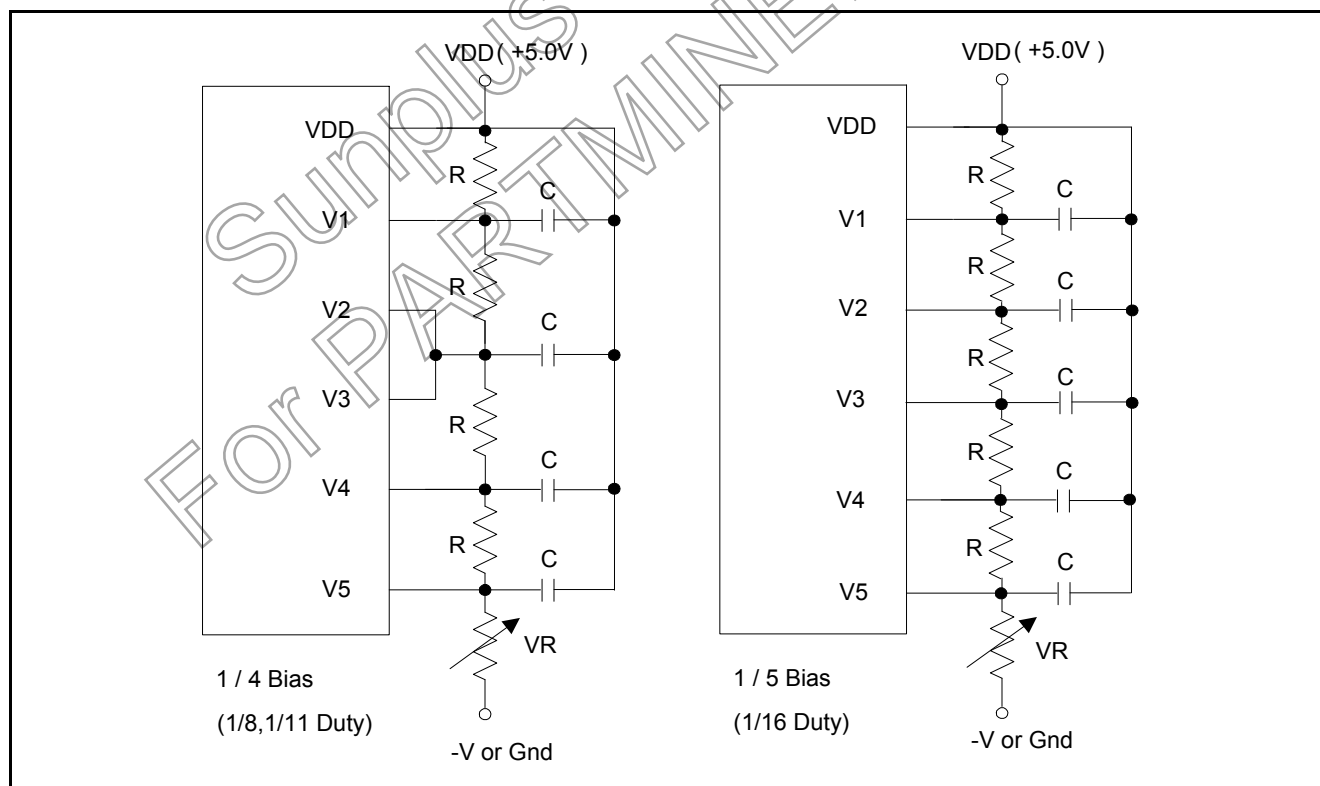 Sunplus
For PARTMINE
VDD ( +5.0V )
VDD
R
C
V1
R
V2
C
V3
R
V4
C
R
C
V5
VR
1 / 4 Bias
(1/8,1/11 Duty)
-V or Gnd
VDD ( +5.0V )
VDD
R
C
V1
R
C
V2
R
C
V3
R
C
V4
R
C
V5
VR
1 / 5 Bias
(1/16 Duty)
-V or Gnd